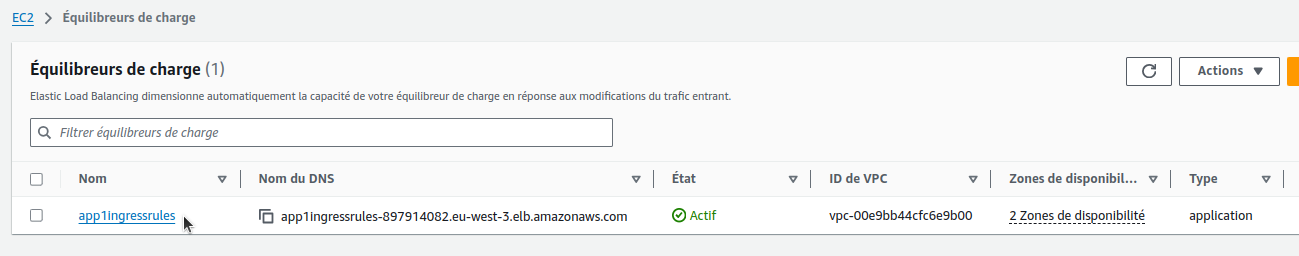 EC2 > Équilibreurs de charge
Équilibreurs de charge (1)
Actions
Elastic Load Balancing dimensionne automatiquement la capacité de votre équilibreur de charge en réponse aux modifications du trafic entrant.
Filtrer équilibreurs de charge
Nom Nom du DNS État ID de VPC Zones de disponibil... Type
app1ingressrules app1ingressrules-897914082.eu-west-3.elb.amazonaws.com Actif vpc-00e9bb44cfc6e9b00 2 Zones de disponibilité application